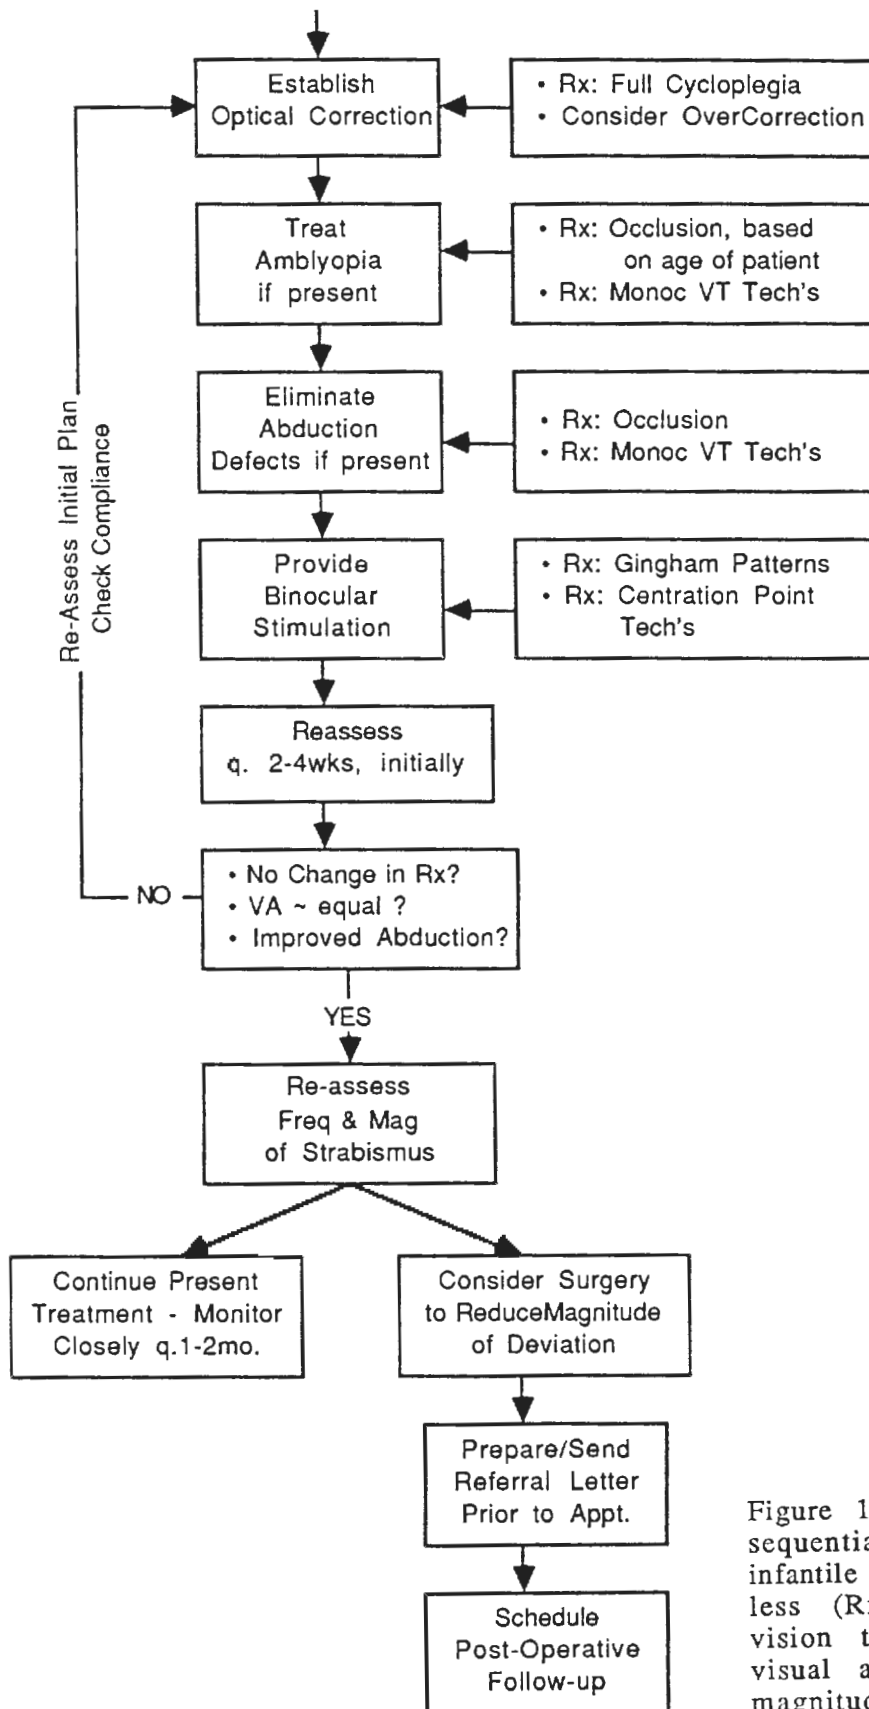 Establish
Optical Correction
• Rx: Full Cycloplegia
• Consider OverCorrection
Treat
Amblyopia
if present
• Rx: Occlusion, based
on age of patient
• Rx: Monoc VT Tech's
Eliminate
Abduction
Defects if present
• Rx: Occlusion
• Rx: Monoc VT Tech's
Re-Assess Initial Plan
Check Compliance
Provide
Binocular
Stimulation
• Rx: Gingham Patterns
• Rx: Centration Point
Tech's
Reassess
q. 2-4wks, initially
• No Change in Rx?
• VA ~ equal ?
• Improved Abduction?
NO
YES
Re-assess
Freq & Mag
of Strabismus
Continue Present
Treatment - Monitor
Closely q.1-2mo.
Consider Surgery
to ReduceMagnitude
of Deviation
Prepare/Send
Referral Letter
Prior to Appt.
Schedule
Post-Operative
Follow-up
Figure 1
sequentia
infantile
less
vision t
visual a
magnitud